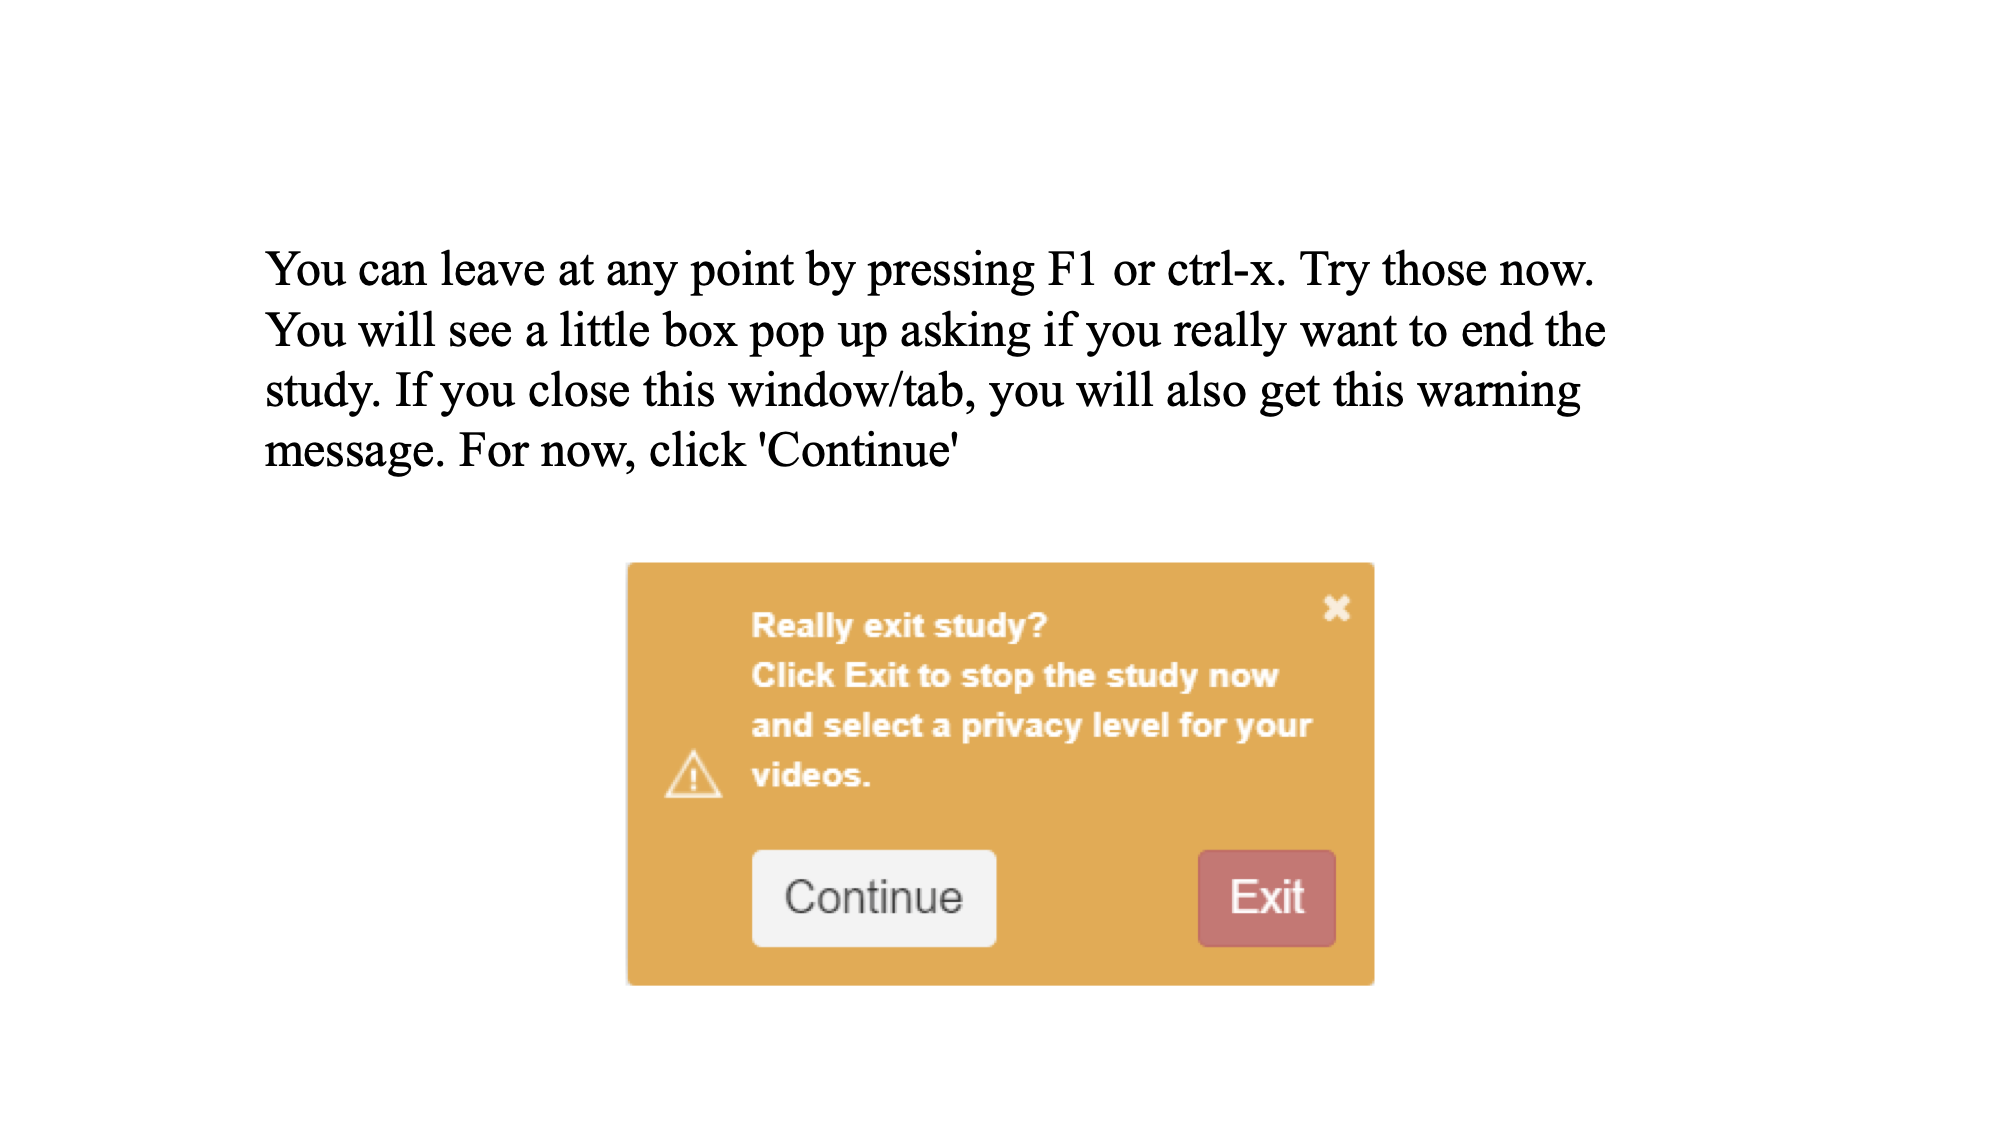 You can leave at any point by pressing F1 or ctrl-x. Try those now.
You will see a little box pop up asking if you really want to end the
study. If you close this window/tab, you will also get this warning
message. For now, click 'Continue'
Really exit study?
Click Exit to stop the study now
and select a privacy level for your
videos.
Continue
Exit